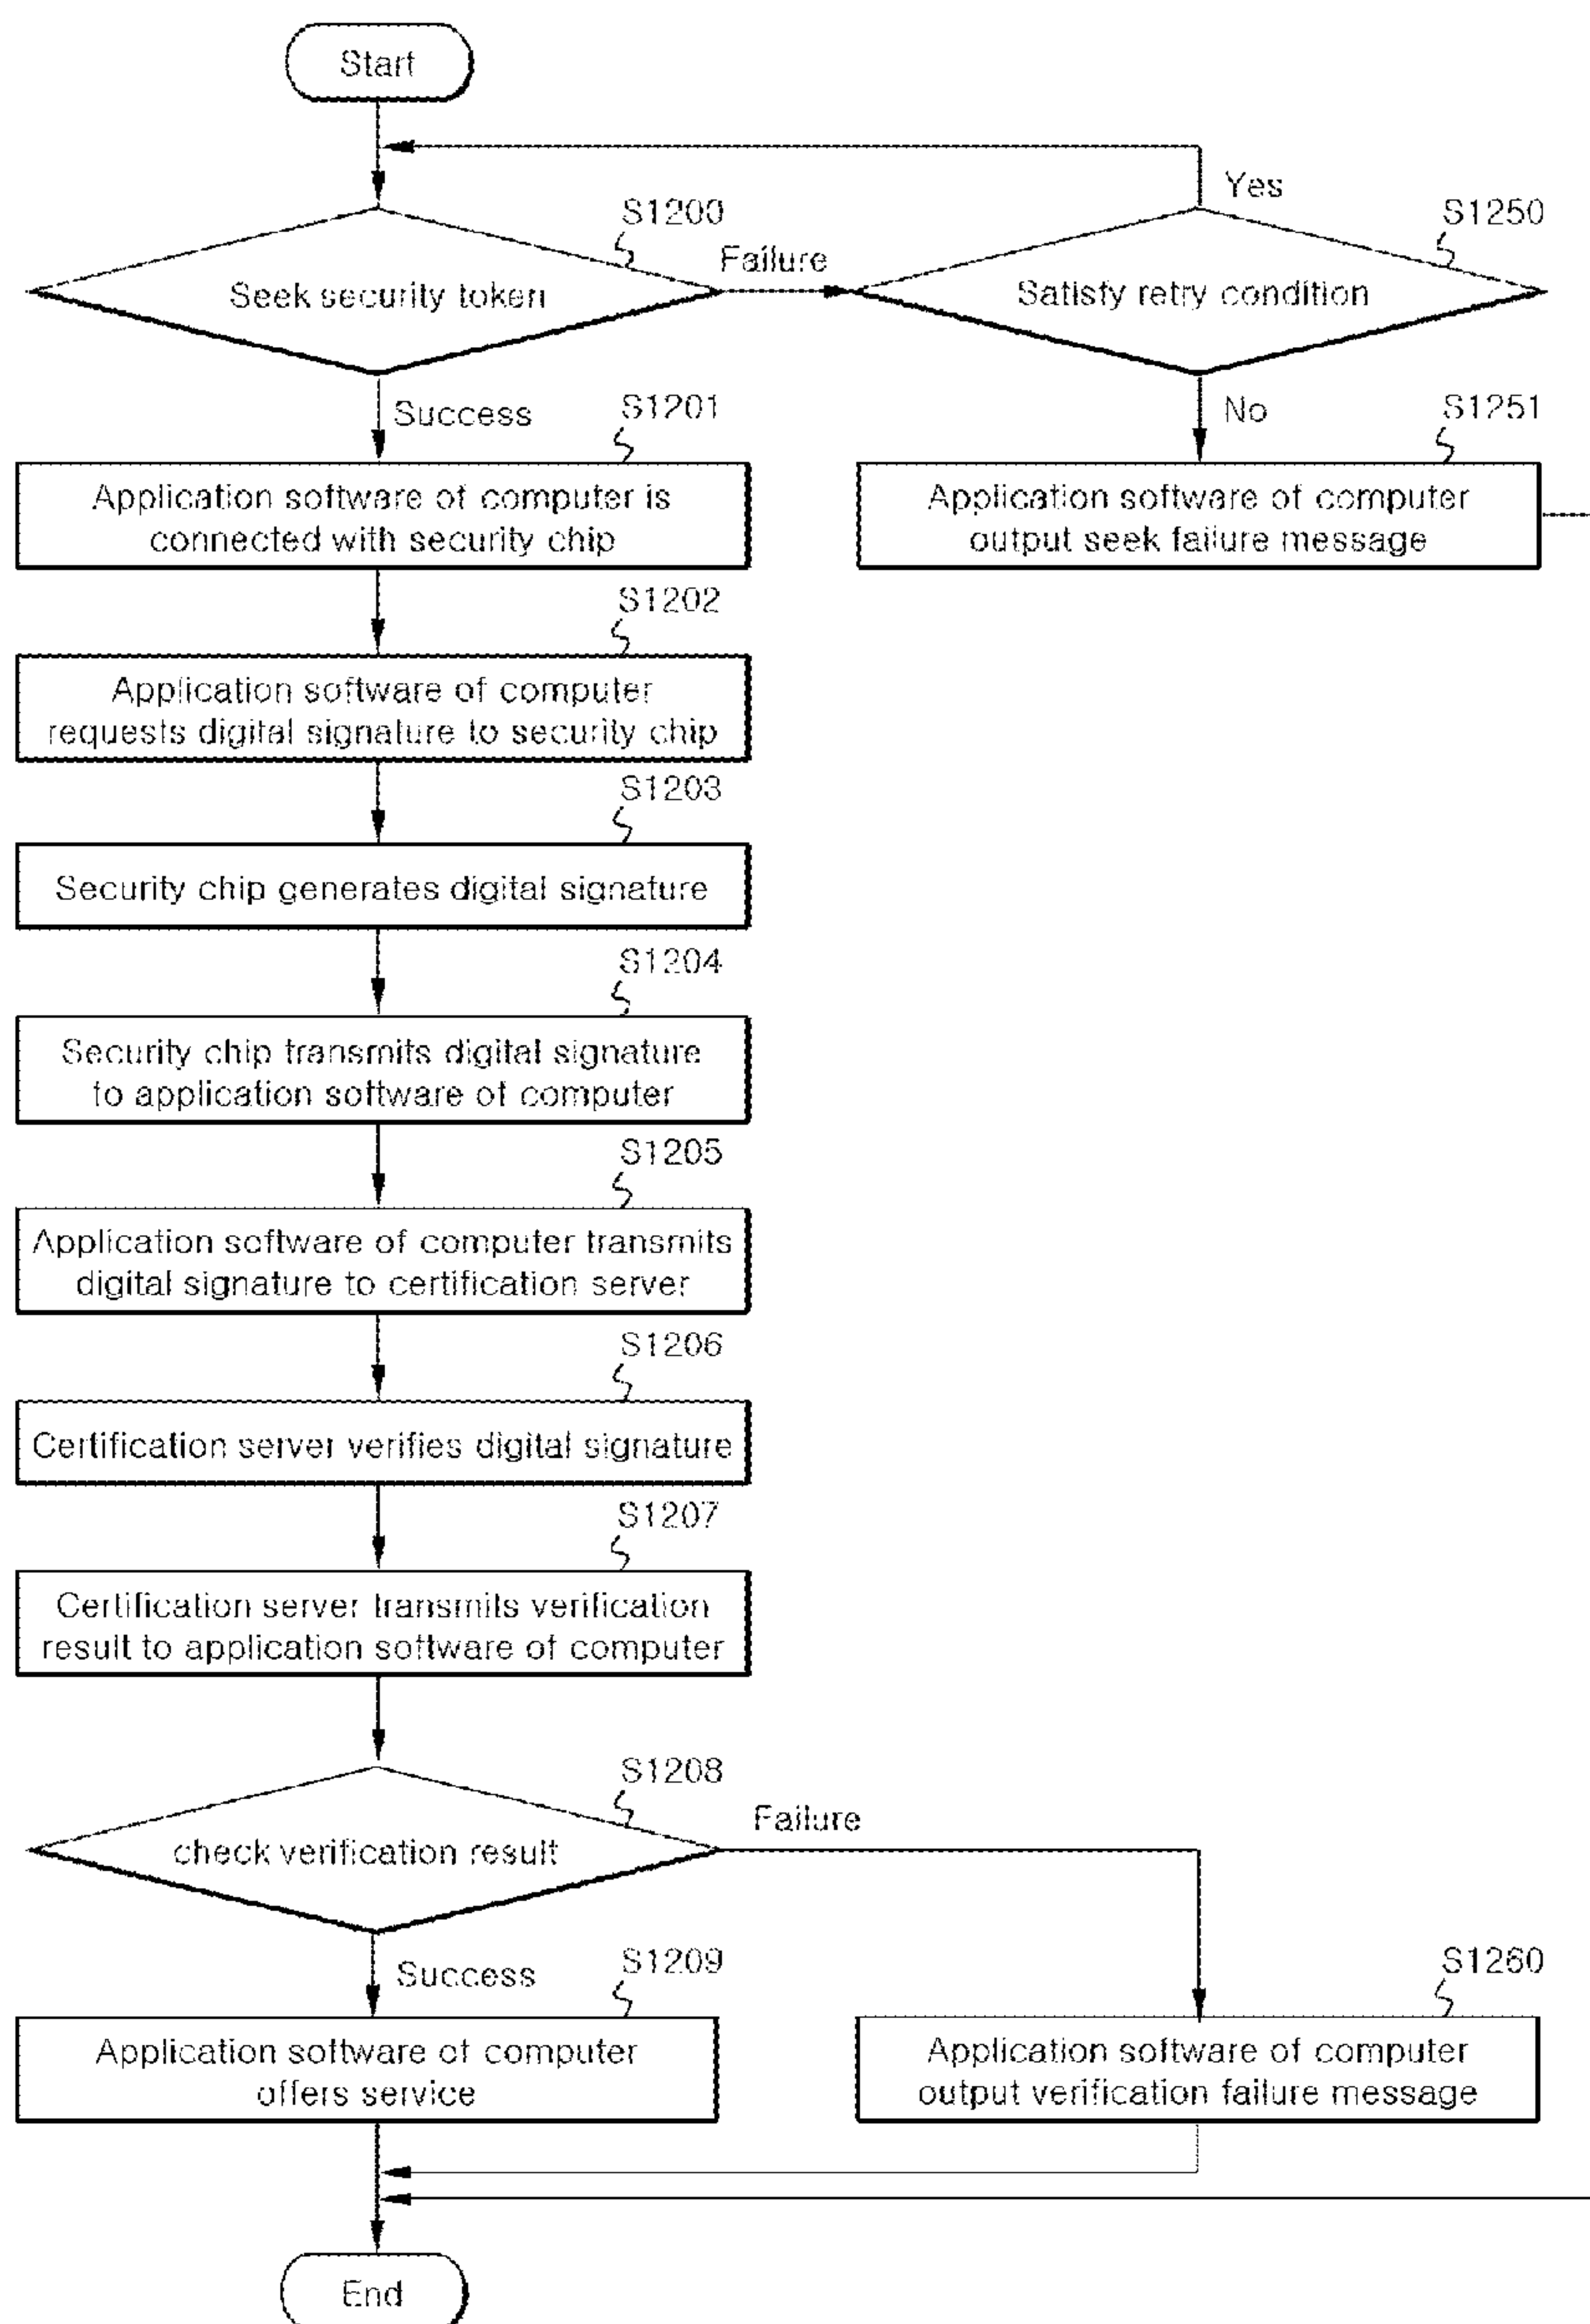 Start
Yes
S1200
S1250
Failure
Seek security token
Satisfy retry condition
Success
S1201
No
S1251
Application software of computer is
connected with security chip
Application software of computer
output seek failure message
S1202
Application software of computer
requests digital signature to security chip
S1203
Security chip generates digital signature
S1204
Security chip transmits digital signature
to application software of computer
S1205
Application software of computer transmits
digital signature to certification server
S1206
Certification server verifies digital signature
S1207
Certification server transmits verification
result to application software of computer
S1208
Failure
check verification result
Success
S1209
S1260
Application software of computer
offers service
Application software of computer
output verification failure message
End